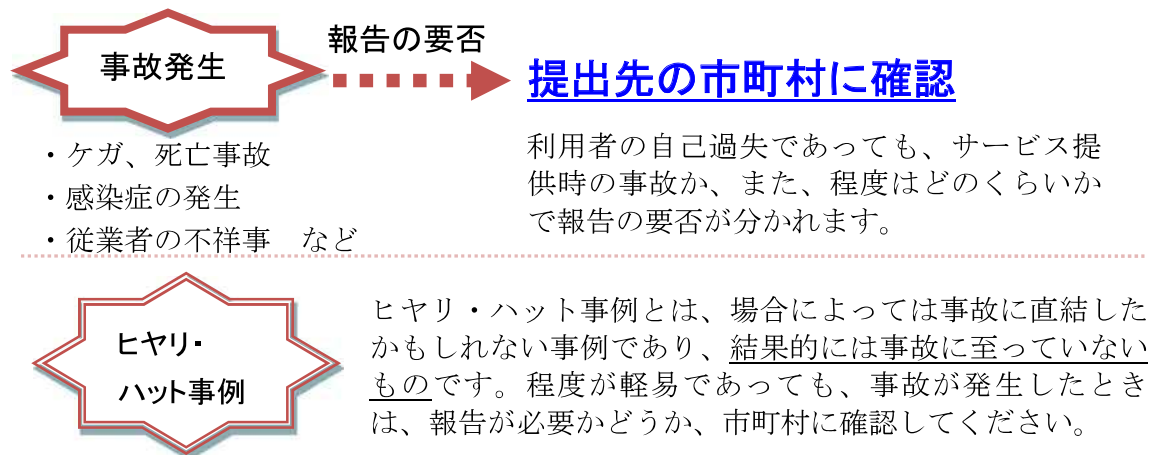 事故発生
報告の要否
提出先の市町村に確認
・ケガ、死亡事故
・感染症の発生
・従業者の不祥事　など
利用者の自己過失であっても、サービス提
供時の事故か、また、程度はどのくらいか
で報告の要否が分かれます。
ヒヤリ・
ハット事例
ヒヤリ・ハット事例とは、場合によっては事故に直結した
かもしれない事例であり、結果的には事故に至っていない
ものです。程度が軽易であっても、事故が発生したとき
は、報告が必要かどうか、市町村に確認してください。